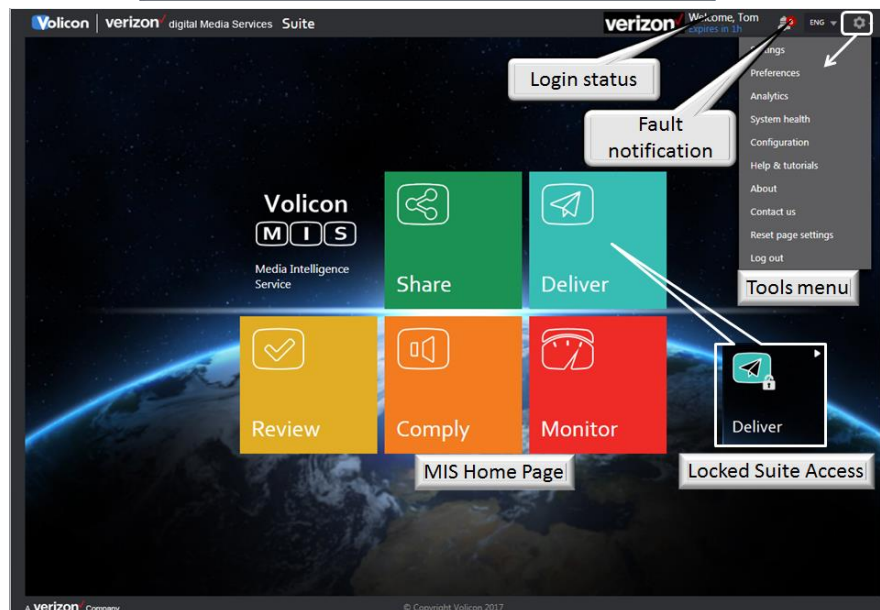 Volicon | verizon digital Media Services Suite
verizon
Welcome, Tom
Expires in 1h
ENG
Login status
Fault
notification
Settings
Preferences
Analytics
System health
Configuration
Help & tutorials
About
Contact us
Reset page settings
Log out
Tools menu
Volicon
MIS
Media Intelligence
Service
Share
Deliver
Review
Comply
Monitor
Deliver
MIS Home Page
Locked Suite Access
A verizon Company
© Copyright Volicon 2017